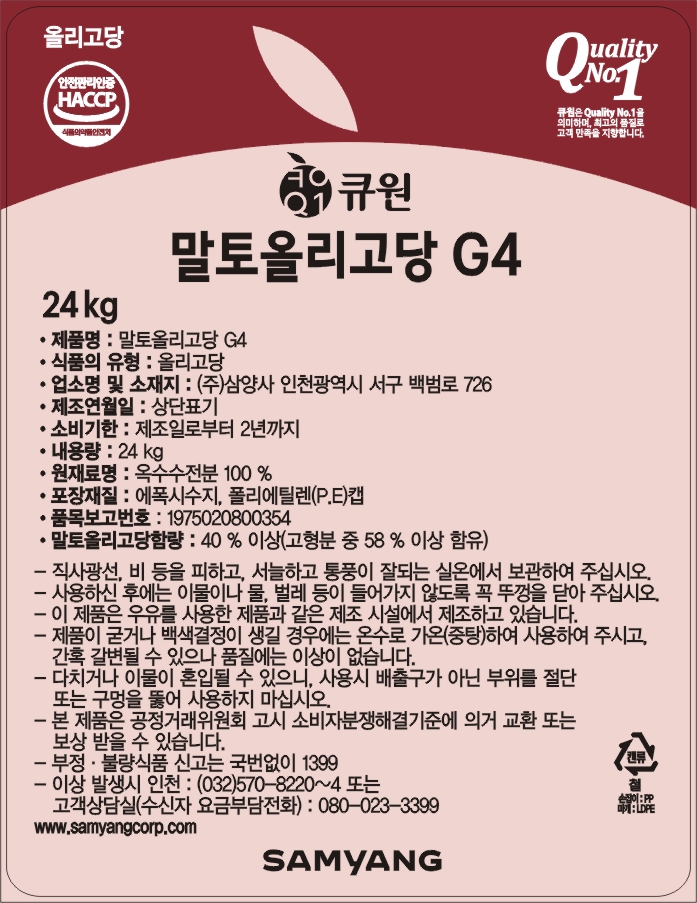 올리고당
안전관리인증
HACCP
식품의약품안전처
Quality
No.1
큐원은 Quality No.1을
의미하며, 최고의 품질로
고객 만족을 지향합니다.
큐원
Q1 큐원
말토올리고당 G4
24 kg
• 제품명 : 말토올리고당 G4
• 식품의 유형 : 올리고당
• 업소명 및 소재지 : (주)삼양사 인천광역시 서구 백범로 726
• 제조연월일 : 상단표기
• 소비기한 : 제조일로부터 2년까지
• 내용량 : 24 kg
• 원재료명 : 옥수수전분 100 %
• 포장재질 : 에폭시수지, 폴리에틸렌(P.E)캡
• 품목보고번호 : 1975020800354
• 말토올리고당함량 : 40 % 이상(고형분 중 58 % 이상 함유)
– 직사광선, 비 등을 피하고, 서늘하고 통풍이 잘되는 실온에서 보관하여 주십시오.
– 사용하신 후에는 이물이나 물, 벌레 등이 들어가지 않도록 꼭 뚜껑을 닫아 주십시오.
– 이 제품은 우유를 사용한 제품과 같은 제조 시설에서 제조하고 있습니다.
– 제품이 굳거나 백색결정이 생길 경우에는 온수로 가온(중탕)하여 사용하여 주시고,
간혹 갈변될 수 있으나 품질에는 이상이 없습니다.
– 다치거나 이물이 혼입될 수 있으니, 사용시 배출구가 아닌 부위를 절단
또는 구멍을 뚫어 사용하지 마십시오.
– 본 제품은 공정거래위원회 고시 소비자분쟁해결기준에 의거 교환 또는
보상 받을 수 있습니다.
– 부정 · 불량식품 신고는 국번없이 1399
– 이상 발생시 인천 : (032)570–8220~4 또는
고객상담실(수신자 요금부담전화) : 080–023–3399
www.samyangcorp.com
캔류
철
손잡이 : PP
마개 : LDPE
SAMYANG